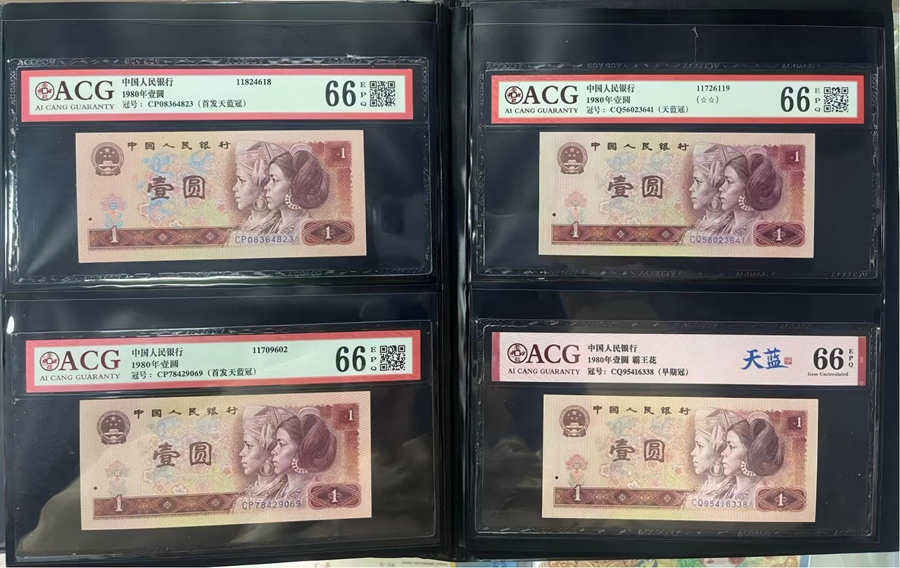 ACG
AI CANG GUARANTY
中国人民银行 11824618
1980年壹圆
冠号：CP08364823（首发天蓝冠）
66 EPQ
中国人民银行
壹圆
1
1
CP08364823
1
ACG
AI CANG GUARANTY
中国人民银行 11726119
1980年壹圆 （☆☆）
冠号：CQ56023641（天蓝冠）
66 EPQ
中国人民银行
壹圆
1
1
CQ56023641
1
ACG
AI CANG GUARANTY
中国人民银行 11709602
1980年壹圆
冠号：CP78429069（首发天蓝冠）
66 EPQ
中国人民银行
壹圆
1
1
CP78429069
1
ACG
AI CANG GUARANTY
中国人民银行
1980年壹圆 霸王花
冠号：CQ95416338（早期冠）
天蓝
66 EPQ
Gem Uncirculated
中国人民银行
壹圆
1
1
CQ95416338
1